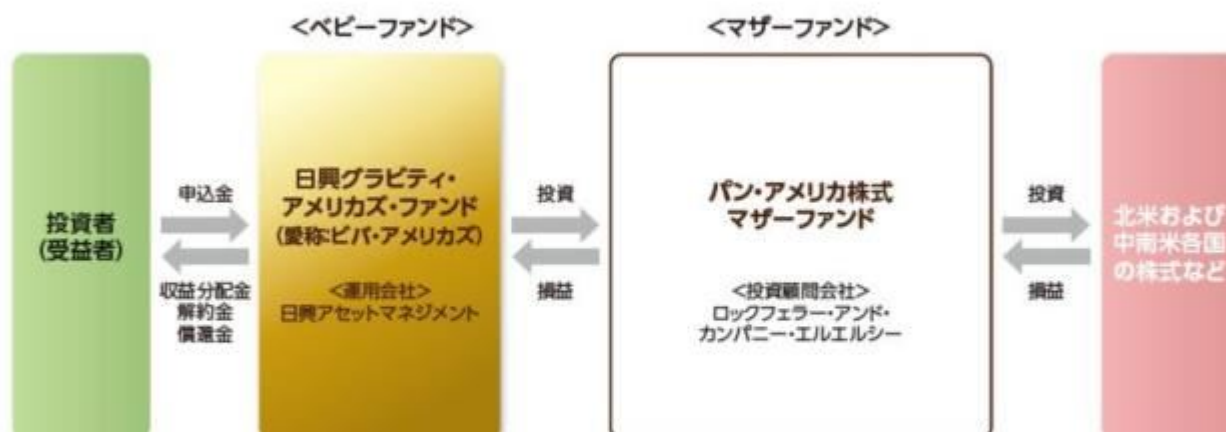 <ベビーファンド>
<マザーファンド>
投資者
(受益者)
申込金
収益分配金
解約金
償還金
日興グラビティ・
アメリカズ・ファンド
(愛称:ビバ・アメリカズ)
<運用会社>
日興アセットマネジメント
投資
損益
パン・アメリカ株式
マザーファンド
<投資顧問会社>
ロックフェラー・アンド・
カンパニー・エルエルシー
投資
損益
北米および
中南米各国
の株式など